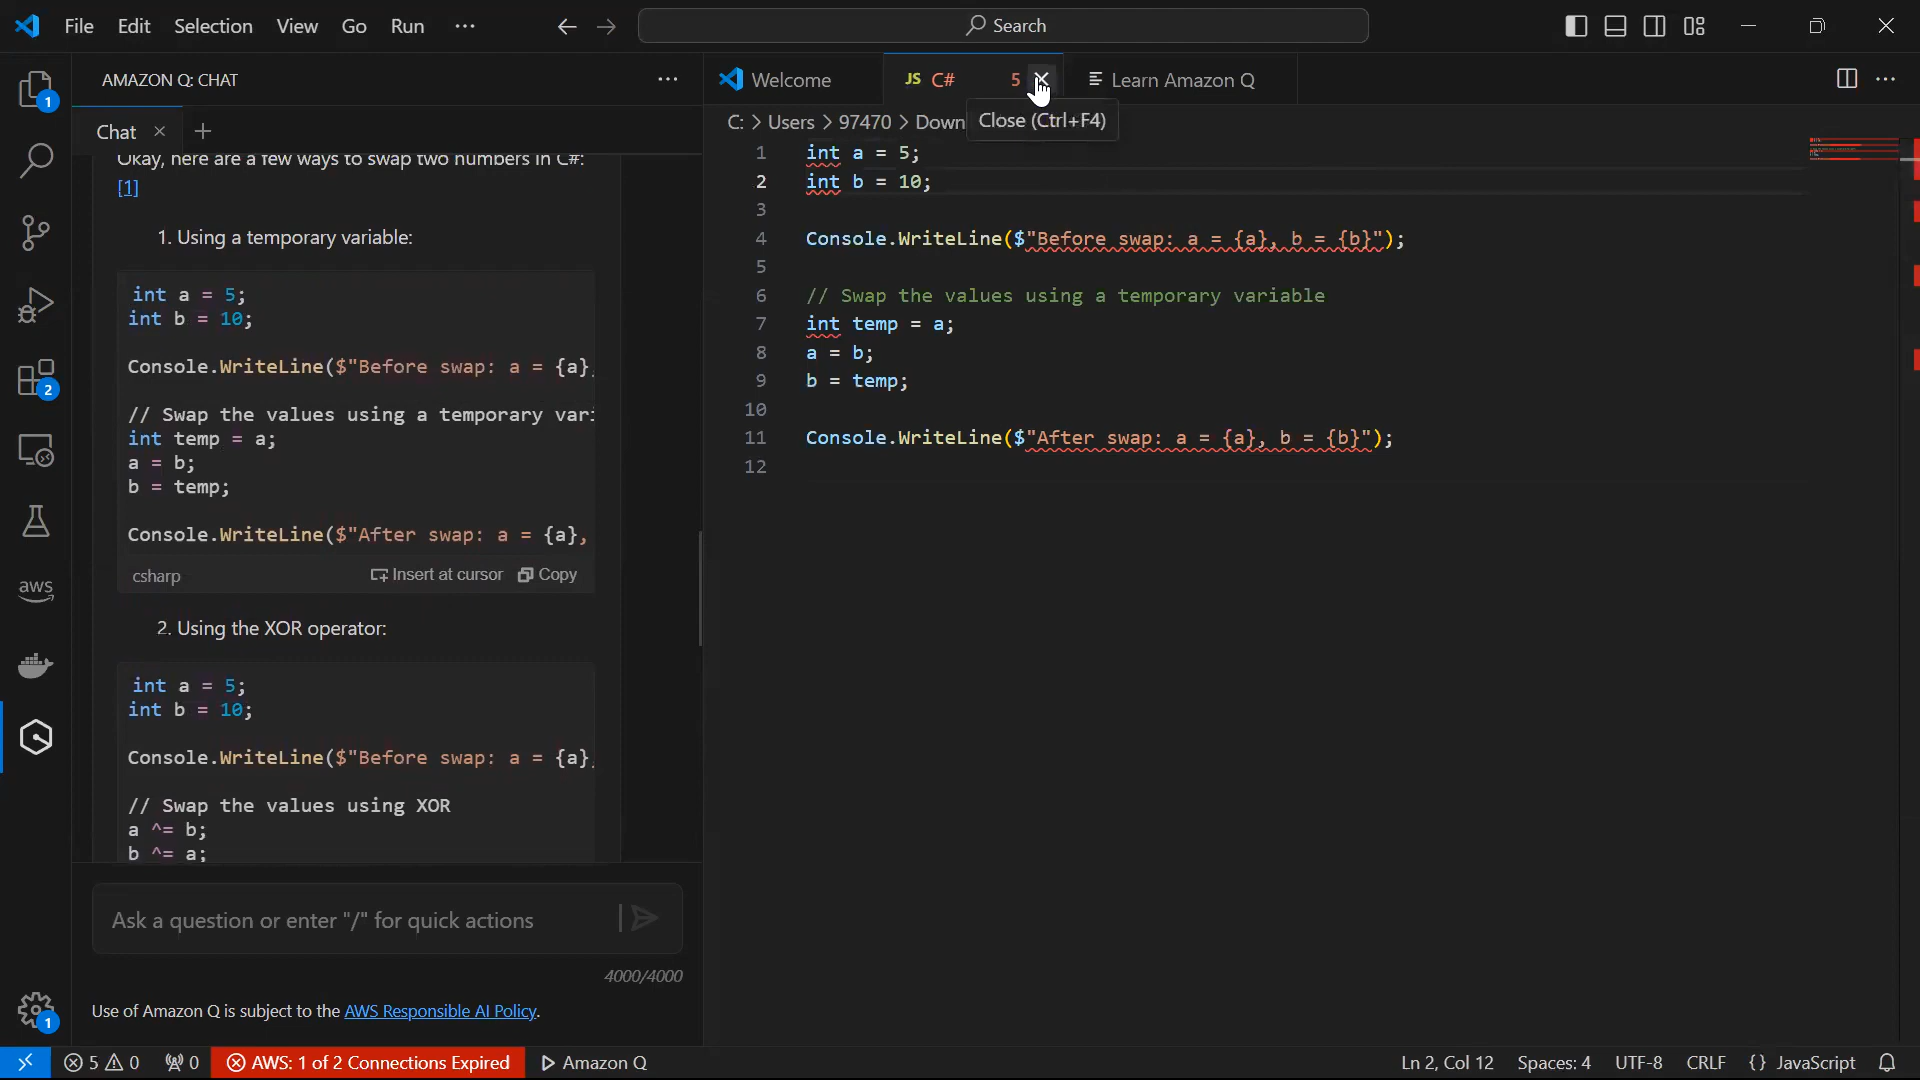 File Edit Selection View Go Run ···
Search
AMAZON Q: CHAT
Chat
Welcome
JS C# 5
Learn Amazon Q
C: > Users > 97470 > Down
Close (Ctrl+F4)
Okay, here are a few ways to swap two numbers in C#:
[1]
1. Using a temporary variable:
int a = 5;
int b = 10;
Console.WriteLine($"Before swap: a = {a},
// Swap the values using a temporary vari
int temp = a;
a = b;
b = temp;
Console.WriteLine($"After swap: a = {a},
csharp Insert at cursor Copy
2. Using the XOR operator:
int a = 5;
int b = 10;
Console.WriteLine($"Before swap: a = {a},
// Swap the values using XOR
a ^= b;
b ^= a;
Ask a question or enter "/" for quick actions
4000/4000
Use of Amazon Q is subject to the AWS Responsible AI Policy.
1 int a = 5;
2 int b = 10;
3
4 Console.WriteLine($"Before swap: a = {a}, b = {b}");
5
6 // Swap the values using a temporary variable
7 int temp = a;
8 a = b;
9 b = temp;
10
11 Console.WriteLine($"After swap: a = {a}, b = {b}");
12
1
2
aws
1
5 0 0 AWS: 1 of 2 Connections Expired Amazon Q
Ln 2, Col 12 Spaces: 4 UTF-8 CRLF {} JavaScript